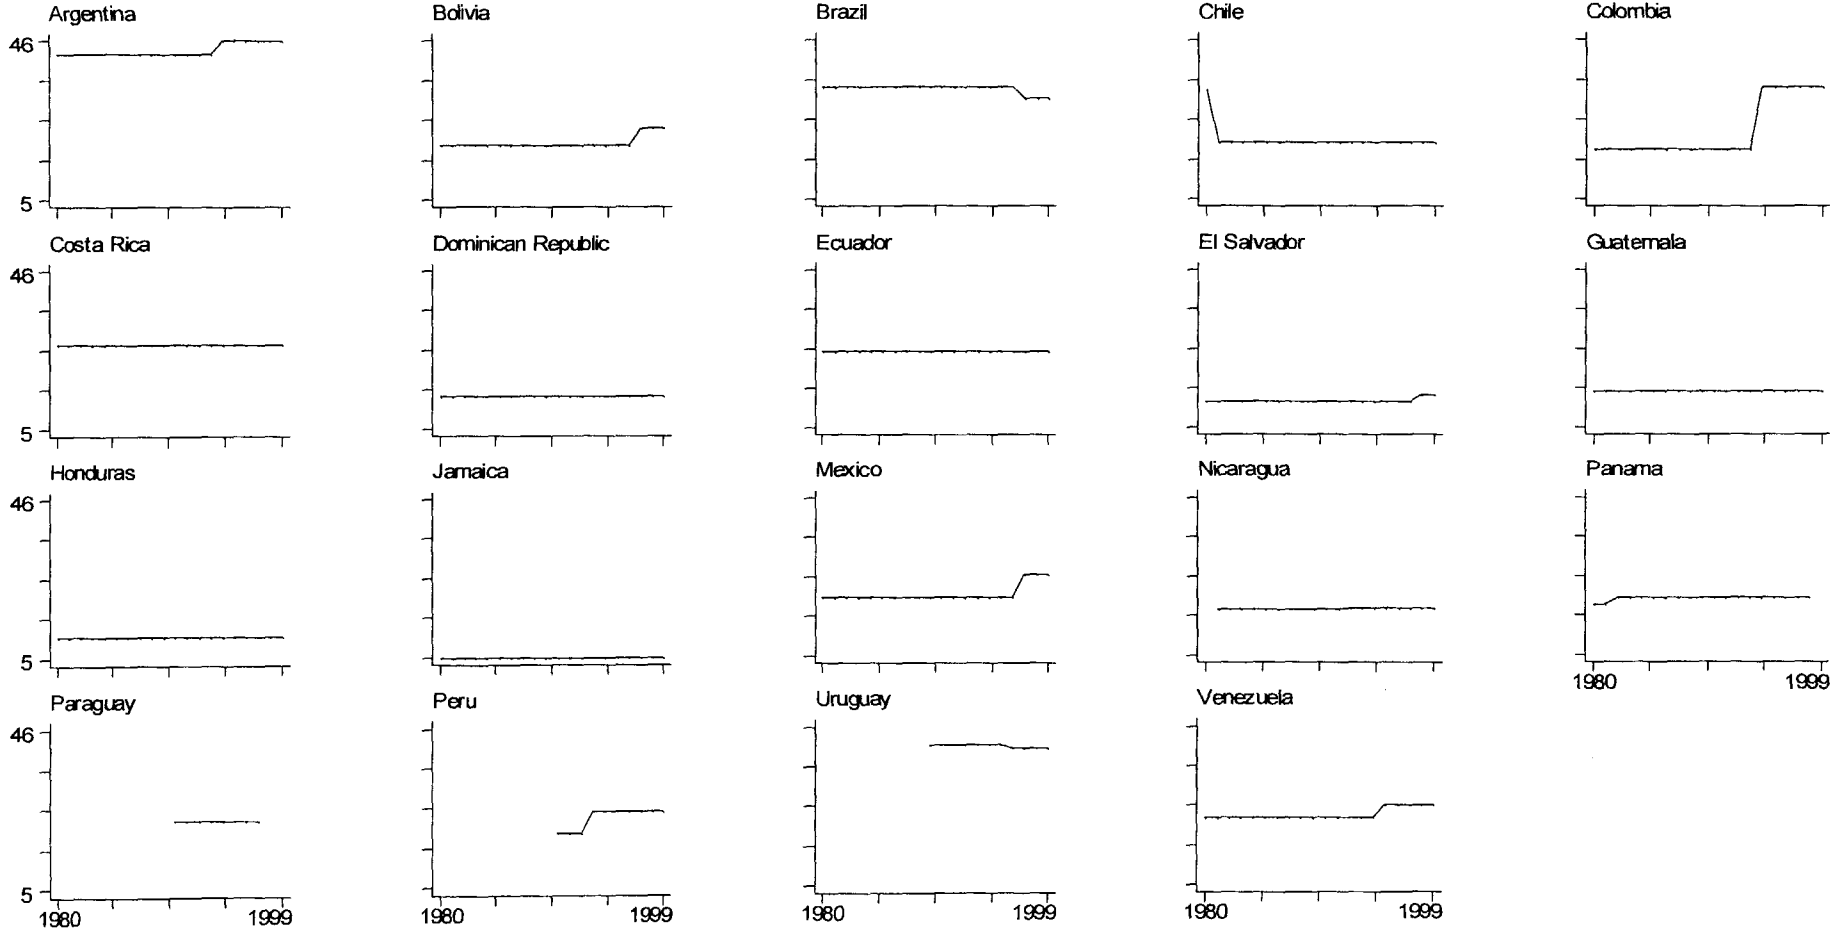 Argentina
Bolivia
Brazil
Chile
Colombia
46
5
Costa Rica
Dominican Republic
Ecuador
El Salvador
Guatemala
46
5
Honduras
Jamaica
Mexico
Nicaragua
Panama
46
5
1980 1999
Paraguay
Peru
Uruguay
Venezuela
46
5
1980 1999
1980 1999
1980 1999
1980 1999